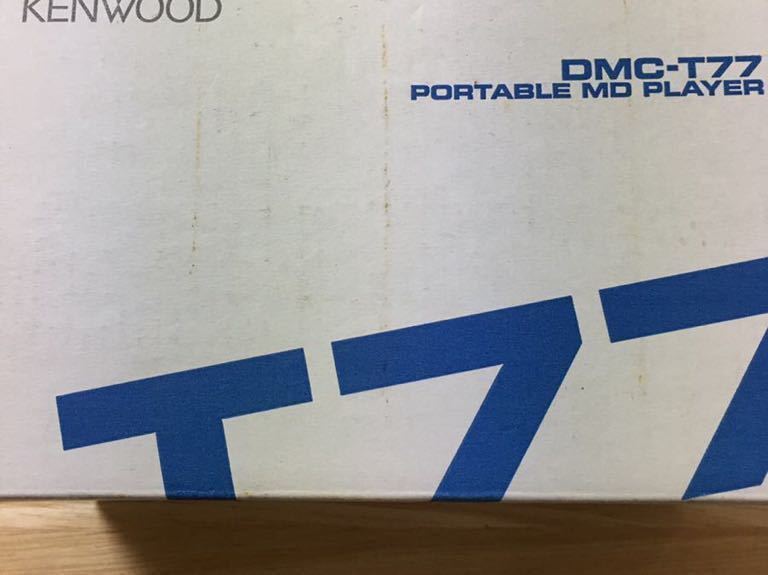 KENWOOD
DMC-T77
PORTABLE MD PLAYER
T77